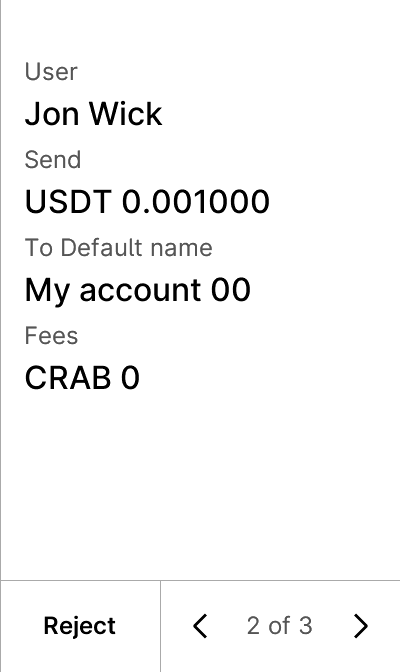 User
Jon Wick
Send
USDT 0.001000
To Default name
My account 00
Fees
CRAB 0
Reject
2 of 3